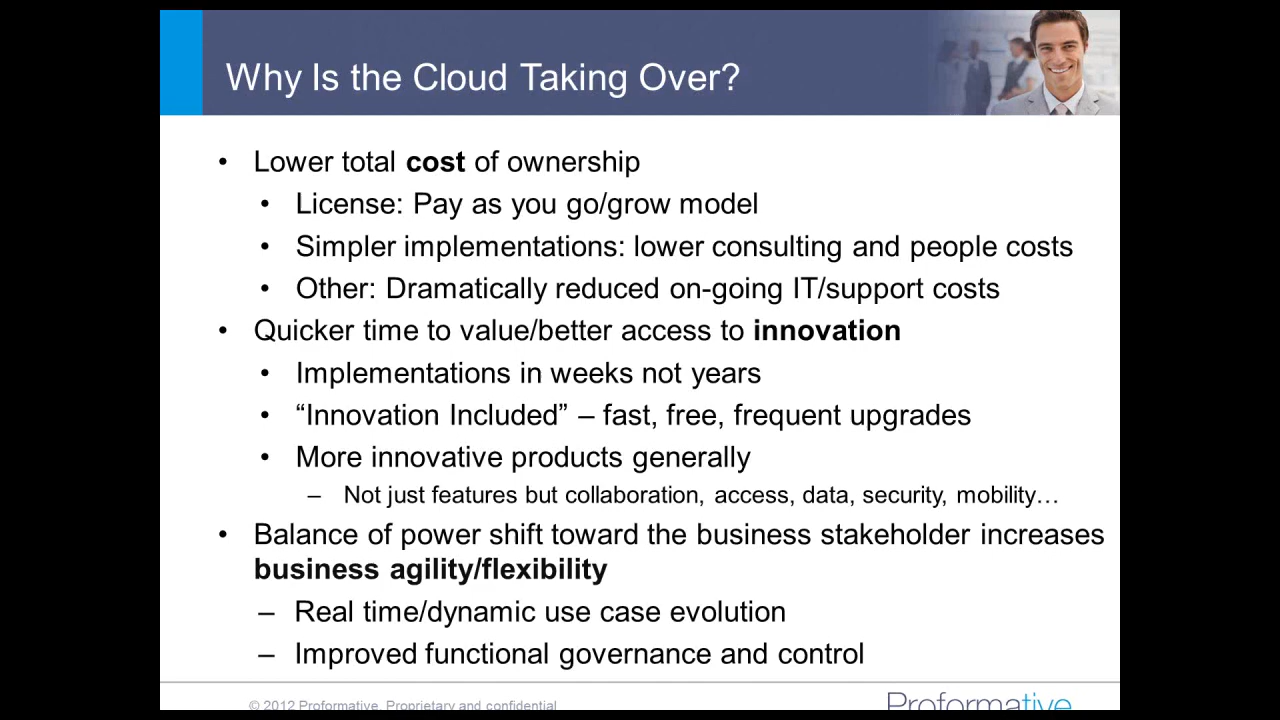 Why Is the Cloud Taking Over?
• Lower total cost of ownership
• License: Pay as you go/grow model
• Simpler implementations: lower consulting and people costs
• Other: Dramatically reduced on-going IT/support costs
• Quicker time to value/better access to innovation
• Implementations in weeks not years
• “Innovation Included” – fast, free, frequent upgrades
• More innovative products generally
– Not just features but collaboration, access, data, security, mobility…
• Balance of power shift toward the business stakeholder increases
business agility/flexibility
– Real time/dynamic use case evolution
– Improved functional governance and control
© 2012 Proformative. Proprietary and confidential
Proformative